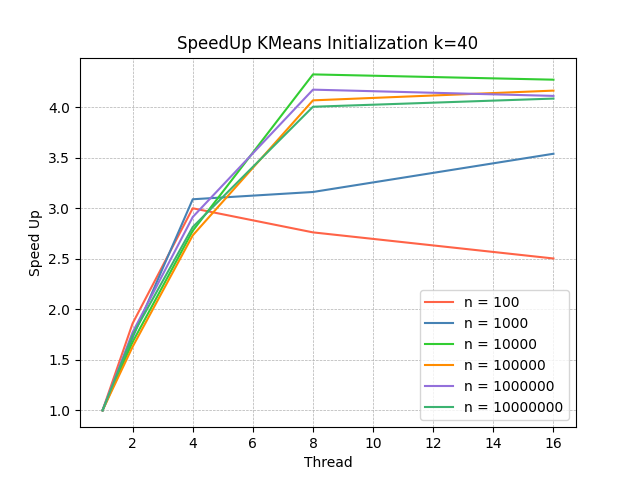 SpeedUp KMeans Initialization k=40
Speed Up
4.0
3.5
3.0
2.5
2.0
1.5
1.0
n = 100
n = 1000
n = 10000
n = 100000
n = 1000000
n = 10000000
2 4 6 8 10 12 14 16
Thread